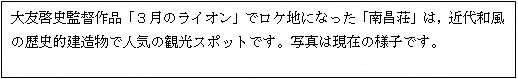 大友啓史監督作品「３月のライオン」でロケ地になった「南昌荘」は，近代和風
の歴史的建造物で人気の観光スポットです。写真は現在の様子です。